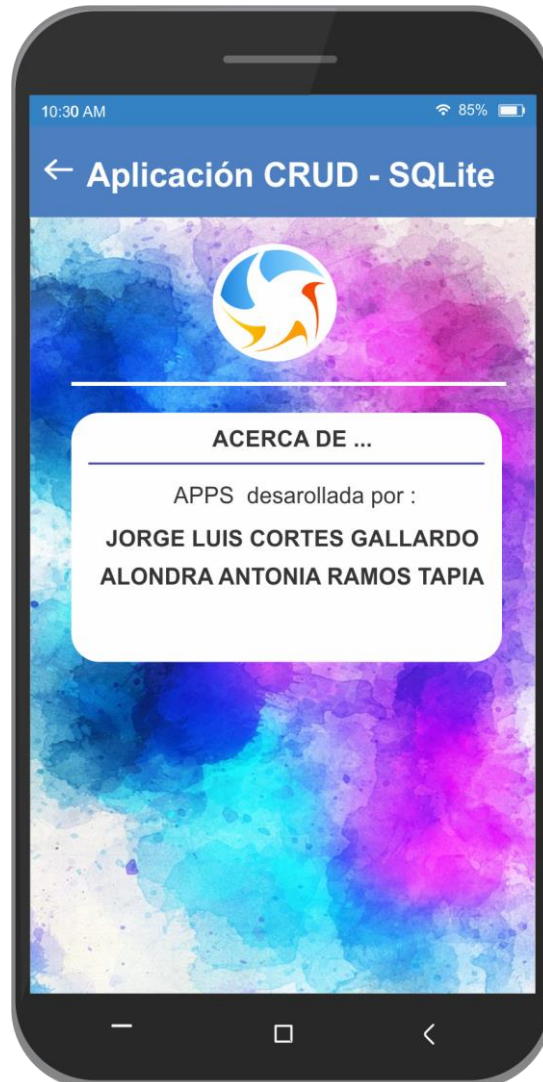 10:30 AM 85%
Aplicación CRUD - SQLite
ACERCA DE ...
APPS desarollada por :
JORGE LUIS CORTES GALLARDO
ALONDRA ANTONIA RAMOS TAPIA